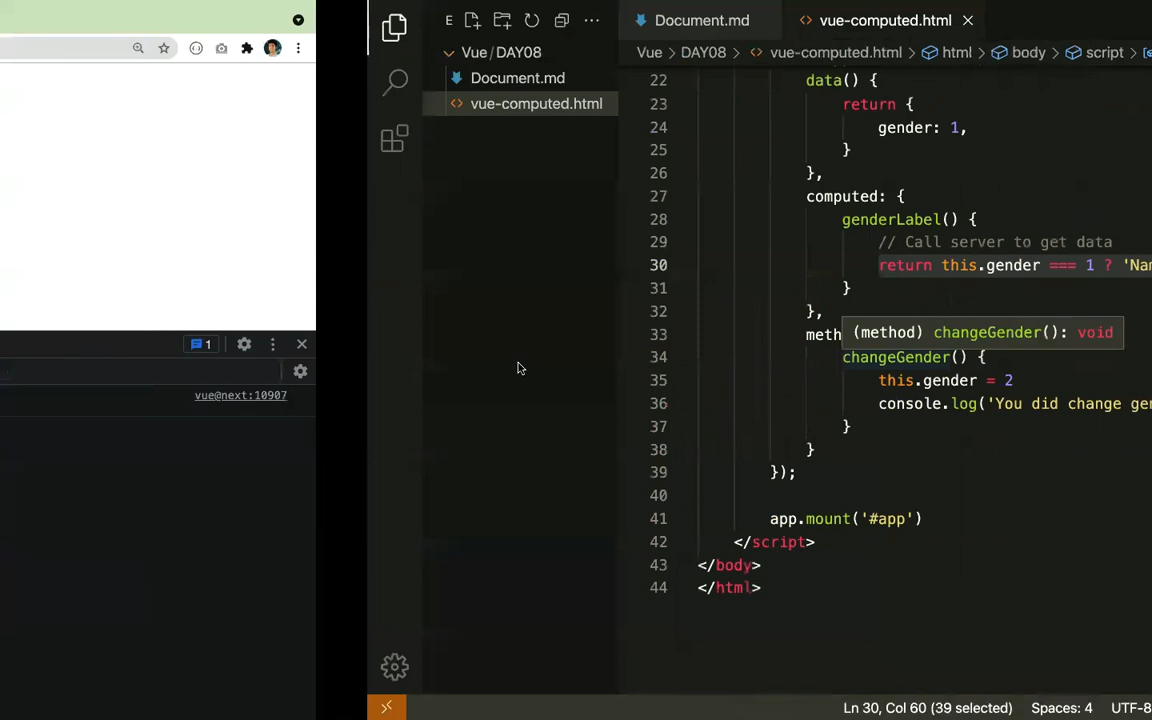 E
Document.md
vue-computed.html
Vue / DAY08
Vue > DAY08 > vue-computed.html > html > body > script >
Document.md
vue-computed.html
22 data() {
23 return {
24 gender: 1,
25 }
26 },
27 computed: {
28 genderLabel() {
29 // Call server to get data
30 return this.gender === 1 ?
31 }
32 },
33 meth
(method) changeGender(): void
34 changeGender() {
35 this.gender = 2
36 console.log('You did change
37 }
38 }
39 });
40
41 app.mount('#app')
42 </script>
43 </body>
44 </html>
1
vue@next:10907
Ln 30, Col 60 (39 selected)
Spaces: 4
UTF-8